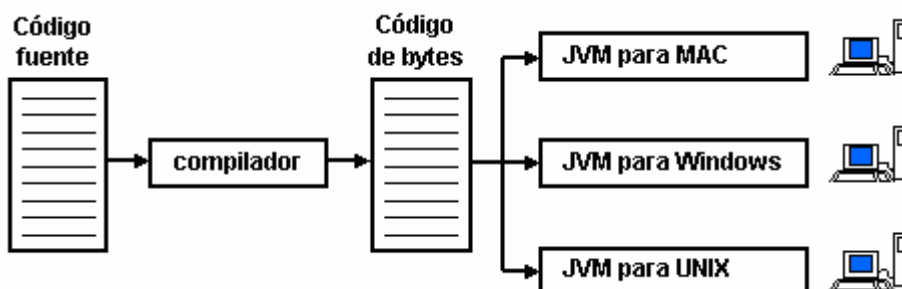 Código
fuente
compilador
Código
de bytes
JVM para MAC
JVM para Windows
JVM para UNIX